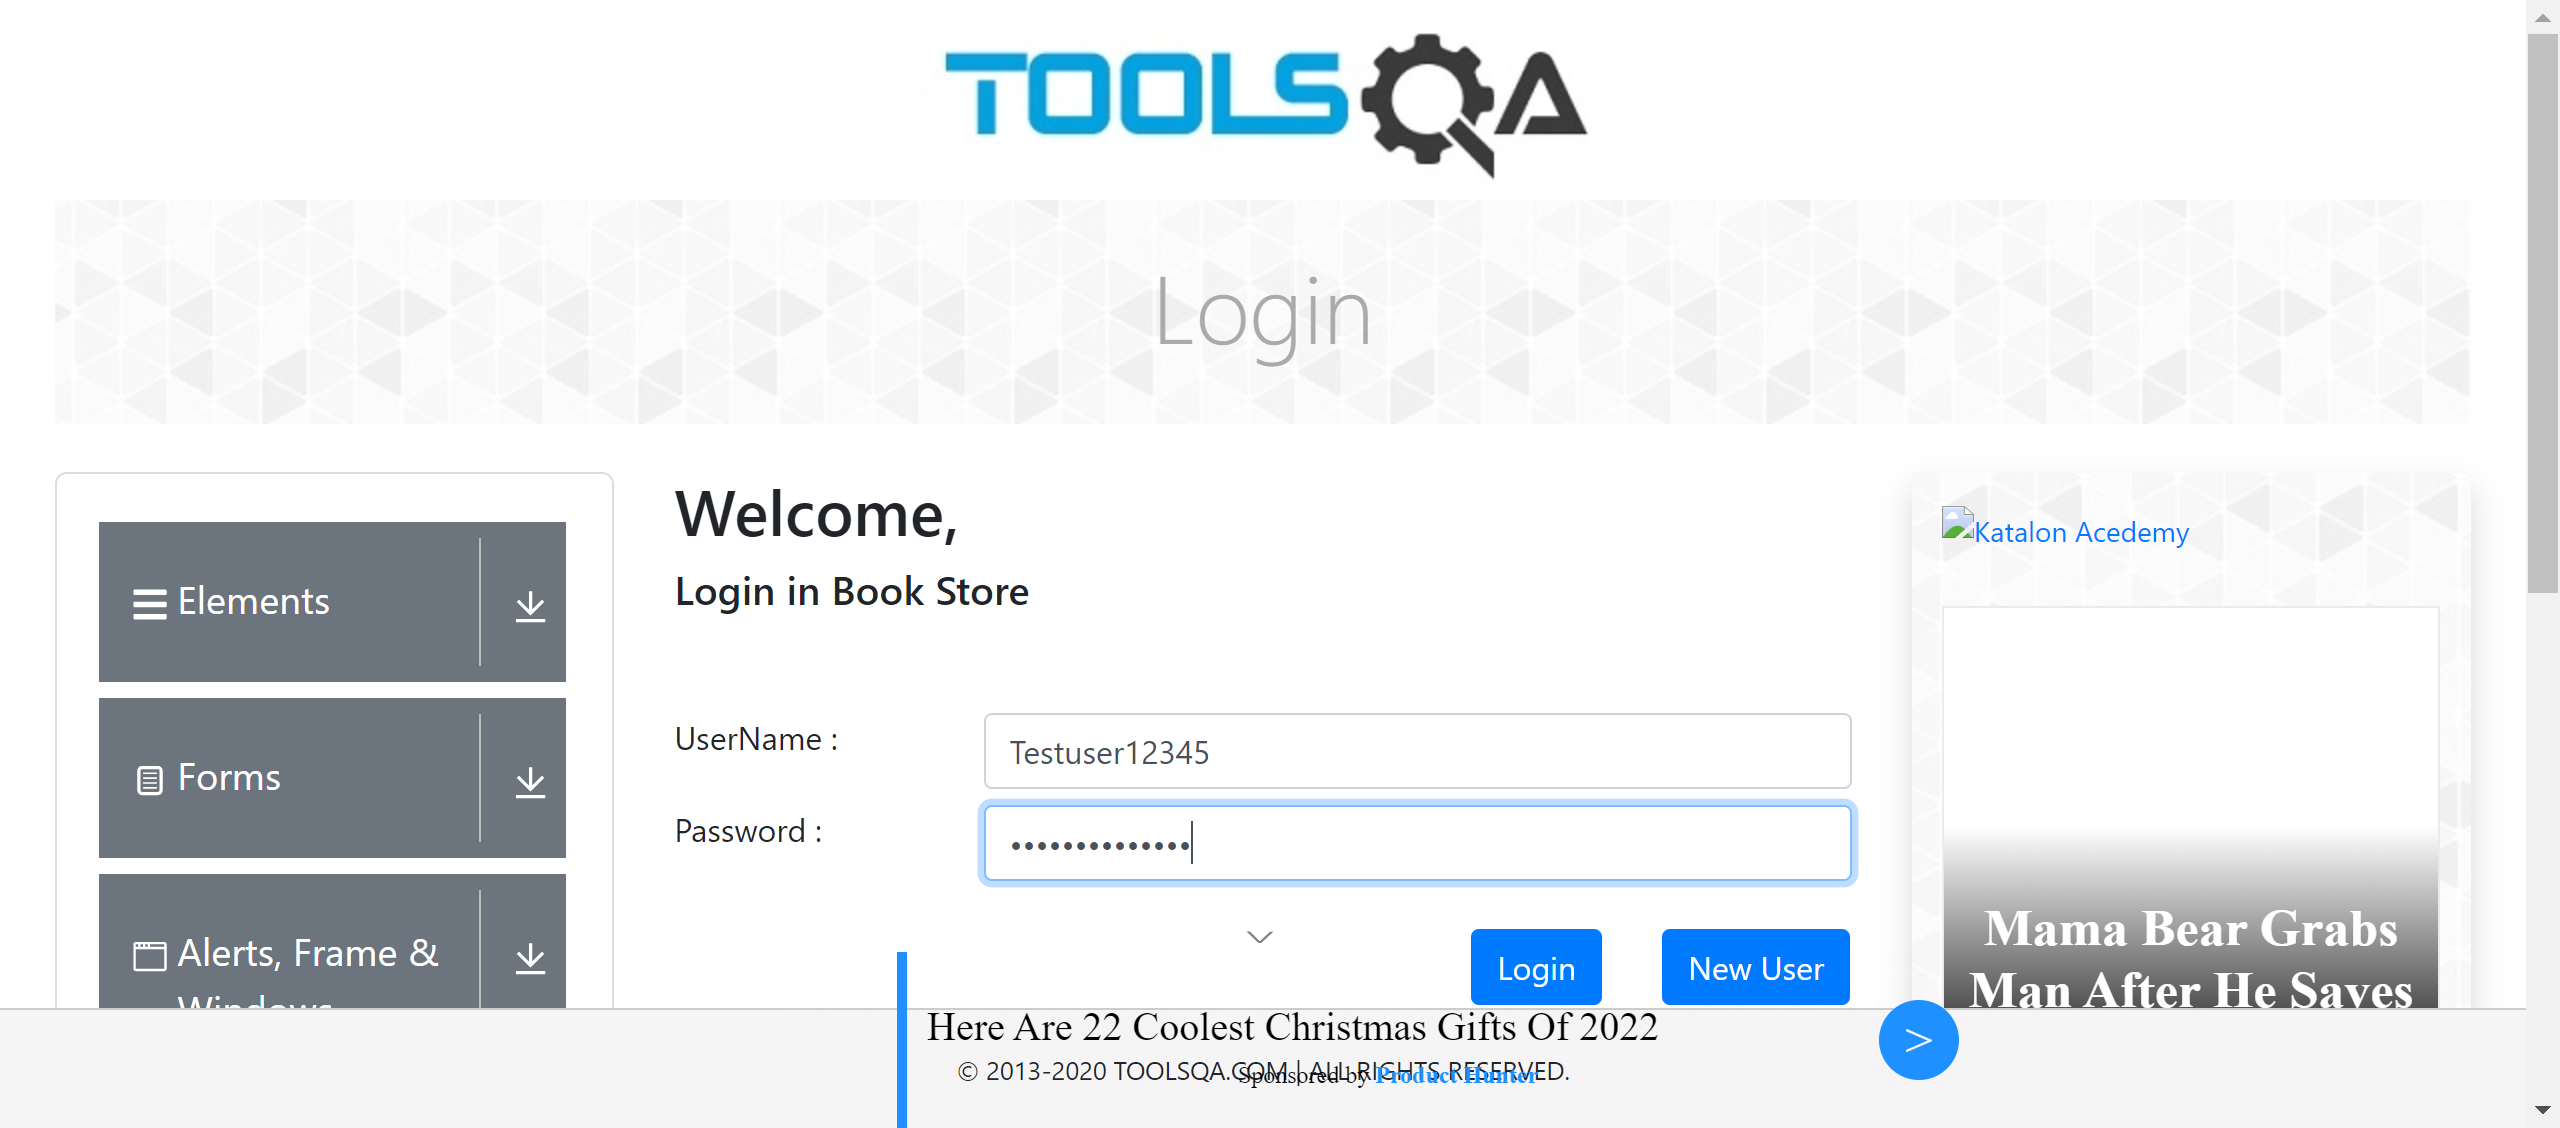 TOOLSQA
Login
Elements
Forms
Alerts, Frame &
Windows
Welcome,
Login in Book Store
UserName :
Testuser12345
Password :
••••••••••••••
Login
New User
Katalon Acedemy
Mama Bear Grabs
Man After He Saves
Here Are 22 Coolest Christmas Gifts Of 2022
>
© 2013-2020 TOOLSQA.COM | ALL RIGHTS RESERVED.
Sponsored by Product Hunter